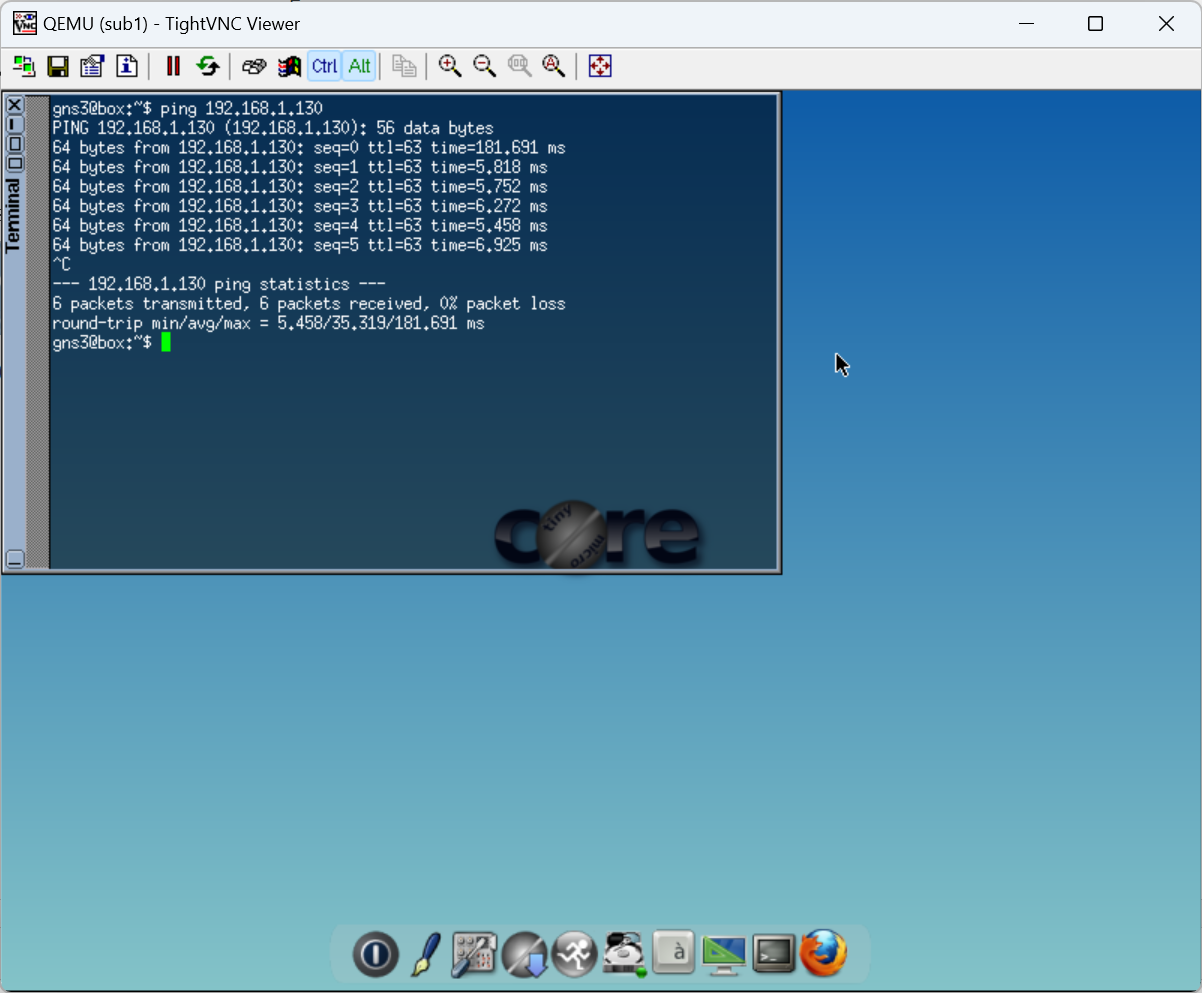 QEMU (sub1) - TightVNC Viewer
Ctrl Alt
Terminal
gns3@box:~$ ping 192.168.1.130
PING 192.168.1.130 (192.168.1.130): 56 data bytes
64 bytes from 192.168.1.130: seq=0 ttl=63 time=181.691 ms
64 bytes from 192.168.1.130: seq=1 ttl=63 time=5.818 ms
64 bytes from 192.168.1.130: seq=2 ttl=63 time=5.752 ms
64 bytes from 192.168.1.130: seq=3 ttl=63 time=6.272 ms
64 bytes from 192.168.1.130: seq=4 ttl=63 time=5.458 ms
64 bytes from 192.168.1.130: seq=5 ttl=63 time=6.925 ms
^C
--- 192.168.1.130 ping statistics ---
6 packets transmitted, 6 packets received, 0% packet loss
round-trip min/avg/max = 5.458/35.319/181.691 ms
gns3@box:~$
core
tiny
micro
à